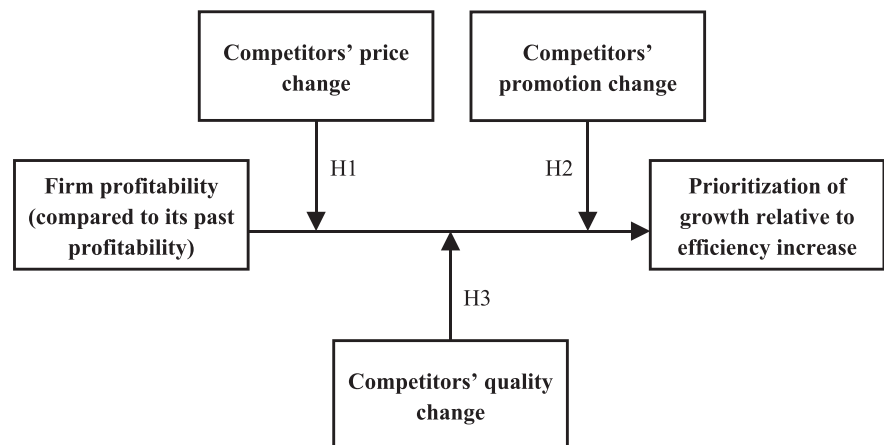 Competitors’ price
change
Competitors’
promotion change
H1
H2
Firm profitability
(compared to its past
profitability)
Prioritization of
growth relative to
efficiency increase
H3
Competitors’ quality
change